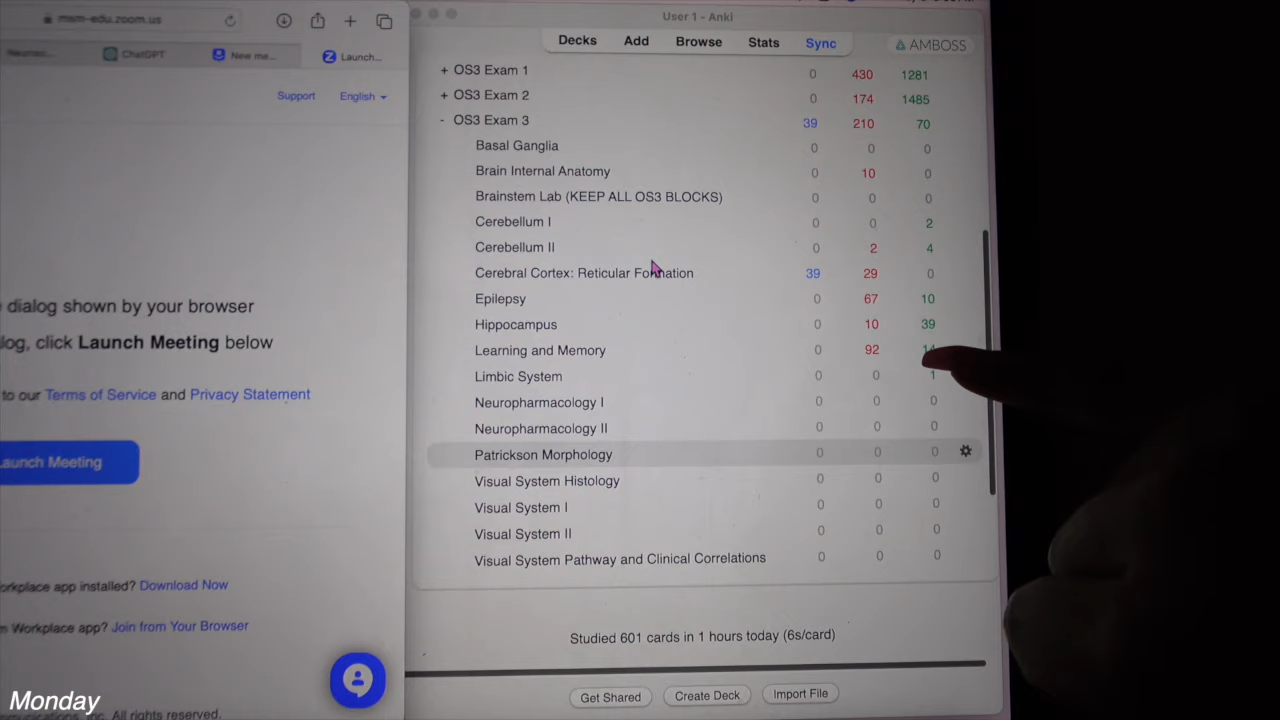 msm-edu.zoom.us
ChatGPT
New me...
Launch...
Support English
dialog shown by your browser
log, click Launch Meeting below
to our Terms of Service and Privacy Statement
Launch Meeting
orkplace app installed? Download Now
m Workplace app? Join from Your Browser
All rights reserved.
User 1 - Anki
Decks Add Browse Stats Sync
AMBOSS
+ OS3 Exam 1 0 430 1281
+ OS3 Exam 2 0 174 1485
- OS3 Exam 3 39 210 70
Basal Ganglia 0 0 0
Brain Internal Anatomy 0 10 0
Brainstem Lab (KEEP ALL OS3 BLOCKS) 0 0 0
Cerebellum I 0 0 2
Cerebellum II 0 2 4
Cerebral Cortex: Reticular Formation 39 29 0
Epilepsy 0 67 10
Hippocampus 0 10 39
Learning and Memory 0 92
Limbic System 0 0 1
Neuropharmacology I 0 0 0
Neuropharmacology II 0 0 0
Patrickson Morphology 0 0 0
Visual System Histology 0 0 0
Visual System I 0 0 0
Visual System II 0 0 0
Visual System Pathway and Clinical Correlations 0 0 0
Studied 601 cards in 1 hours today (6s/card)
Get Shared Create Deck Import File
Monday